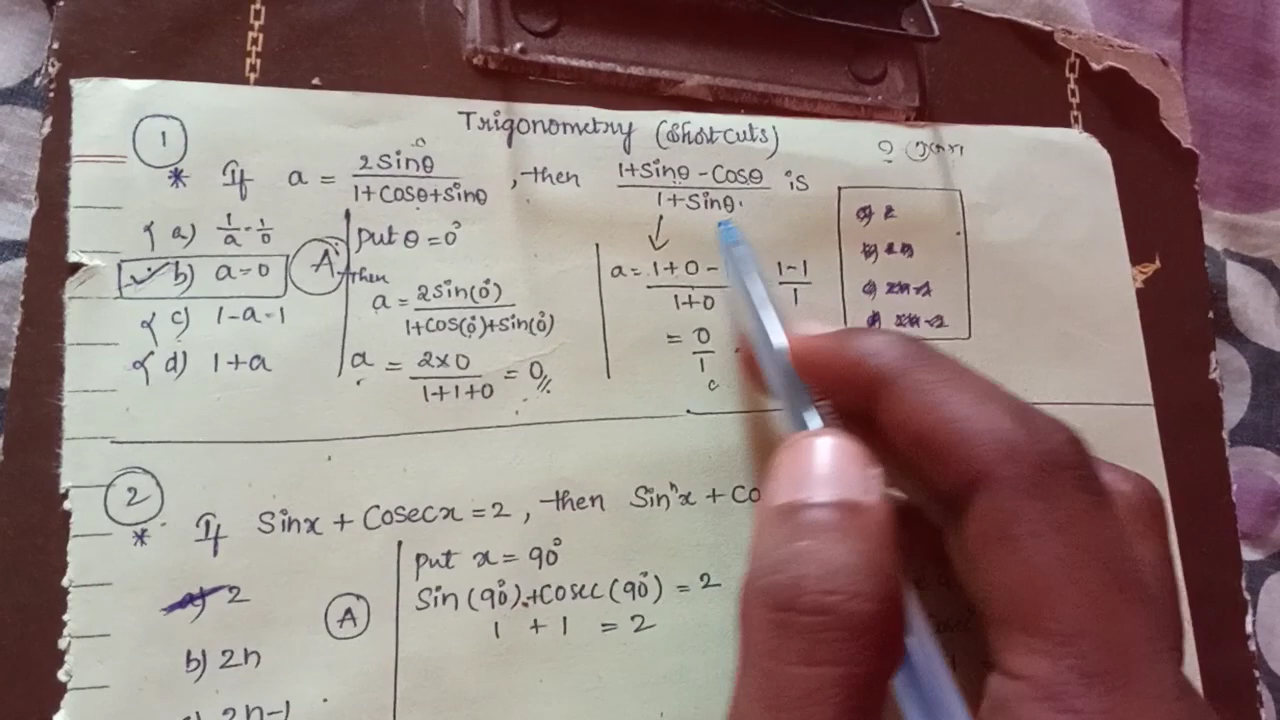 Trigonometry (Shortcuts)
1
* If a = 2Sinθ / 1+Cosθ+Sinθ , then 1+Sinθ-Cosθ / 1+Sinθ is
a) 1/a = 1/0
b) a=0
c) 1-a=1
d) 1+a
A
put θ = 0°
then
a = 2Sin(0°) / 1+Cos(0°)+Sin(0°)
a = 2×0 / 1+1+0 = 0
a = 1+0- / 1+0
1-1 / 1
= 0 / 1
2
* If Sinx + Cosecx = 2, then Sinⁿx + Co
a) 2
b) 2n
2n-1
A
put x = 90°
Sin(90°)+Cosec(90°) = 2
1 + 1 = 2